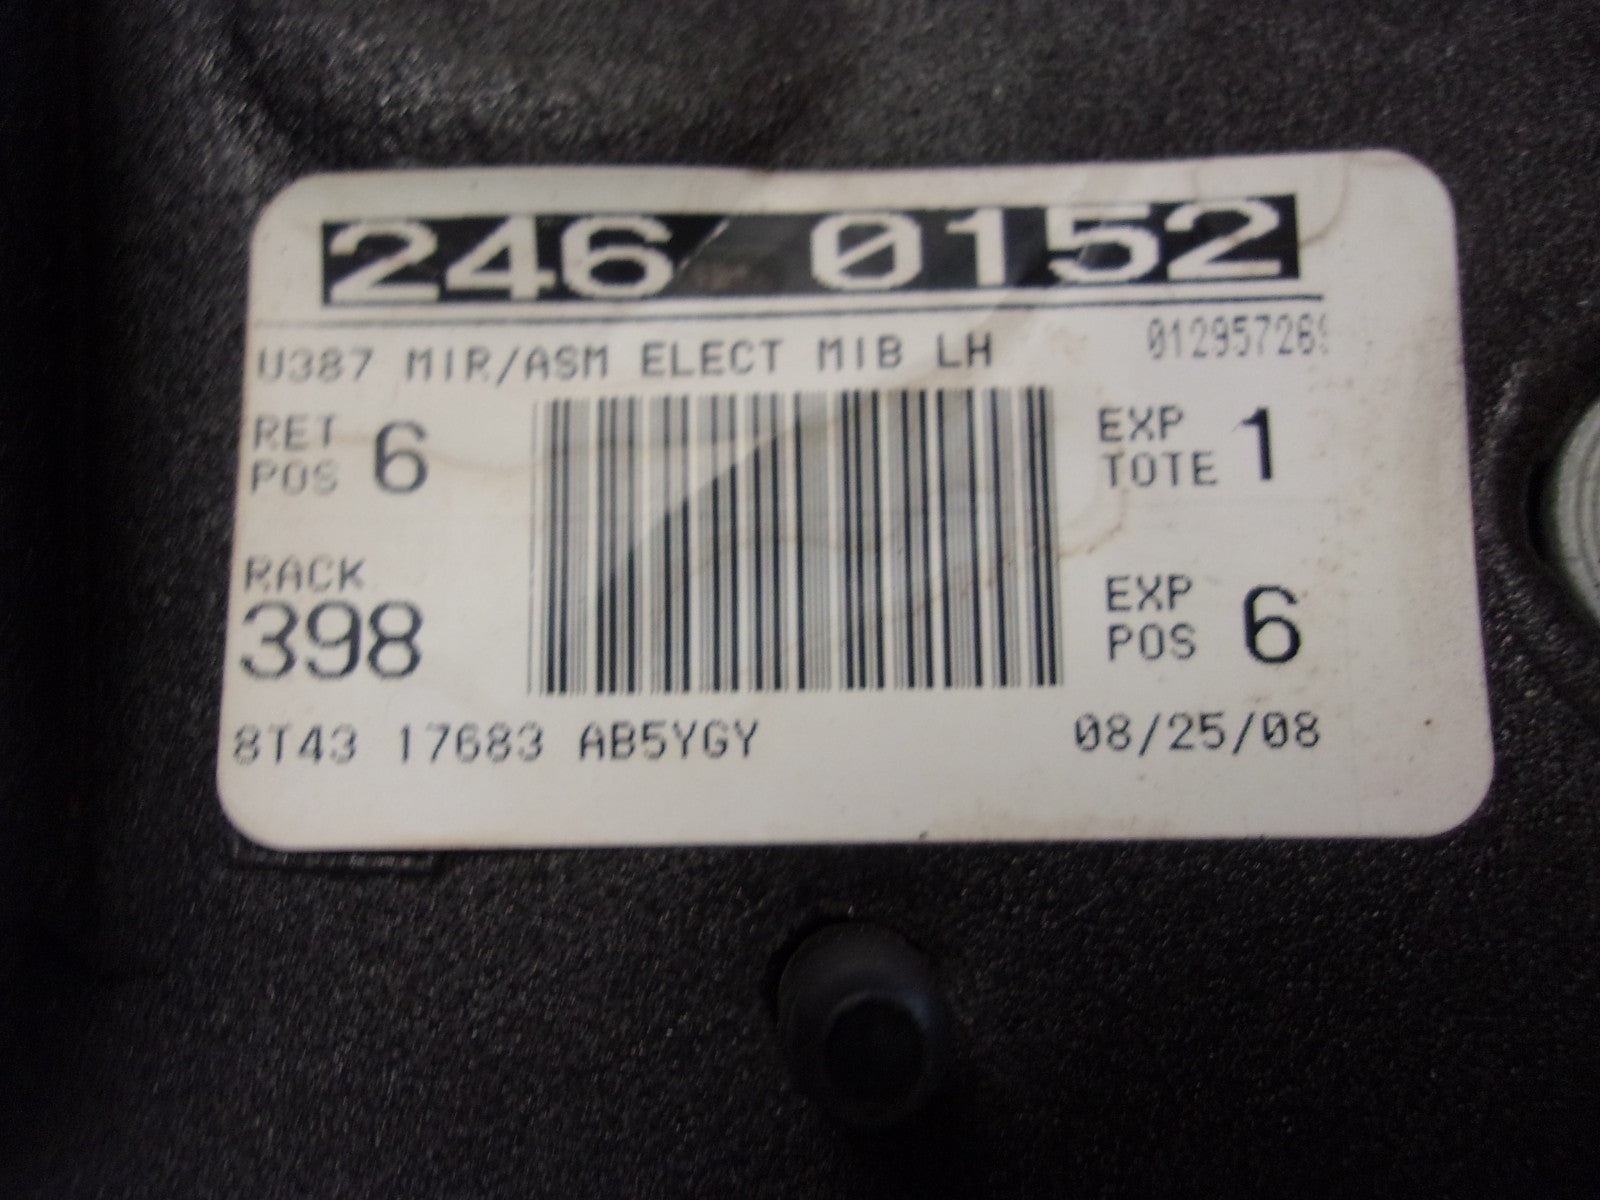 246 0152
U387 MIR/ASM ELECT MIB LH
RET POS 6
EXP TOTE 1
RACK 398
EXP POS 6
8T43 17683 AB5YGY 08/25/08